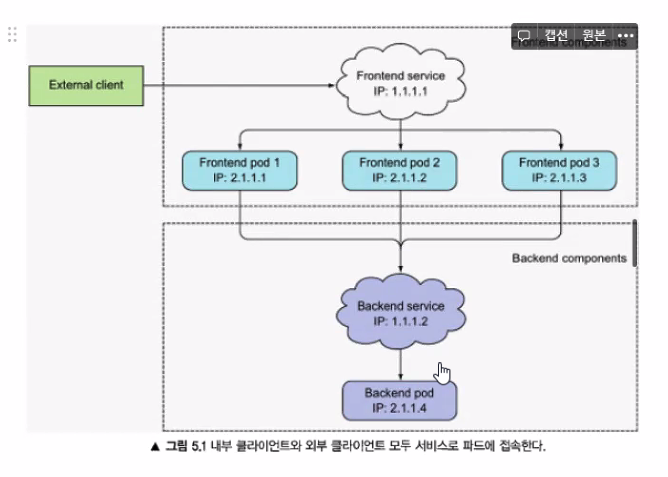 캡션 원본
Frontend components
External client
Frontend service
IP: 1.1.1.1
Frontend pod 1
IP: 2.1.1.1
Frontend pod 2
IP: 2.1.1.2
Frontend pod 3
IP: 2.1.1.3
Backend components
Backend service
IP: 1.1.1.2
Backend pod
IP: 2.1.1.4
▲ 그림 5.1 내부 클라이언트와 외부 클라이언트 모두 서비스로 파드에 접속한다.